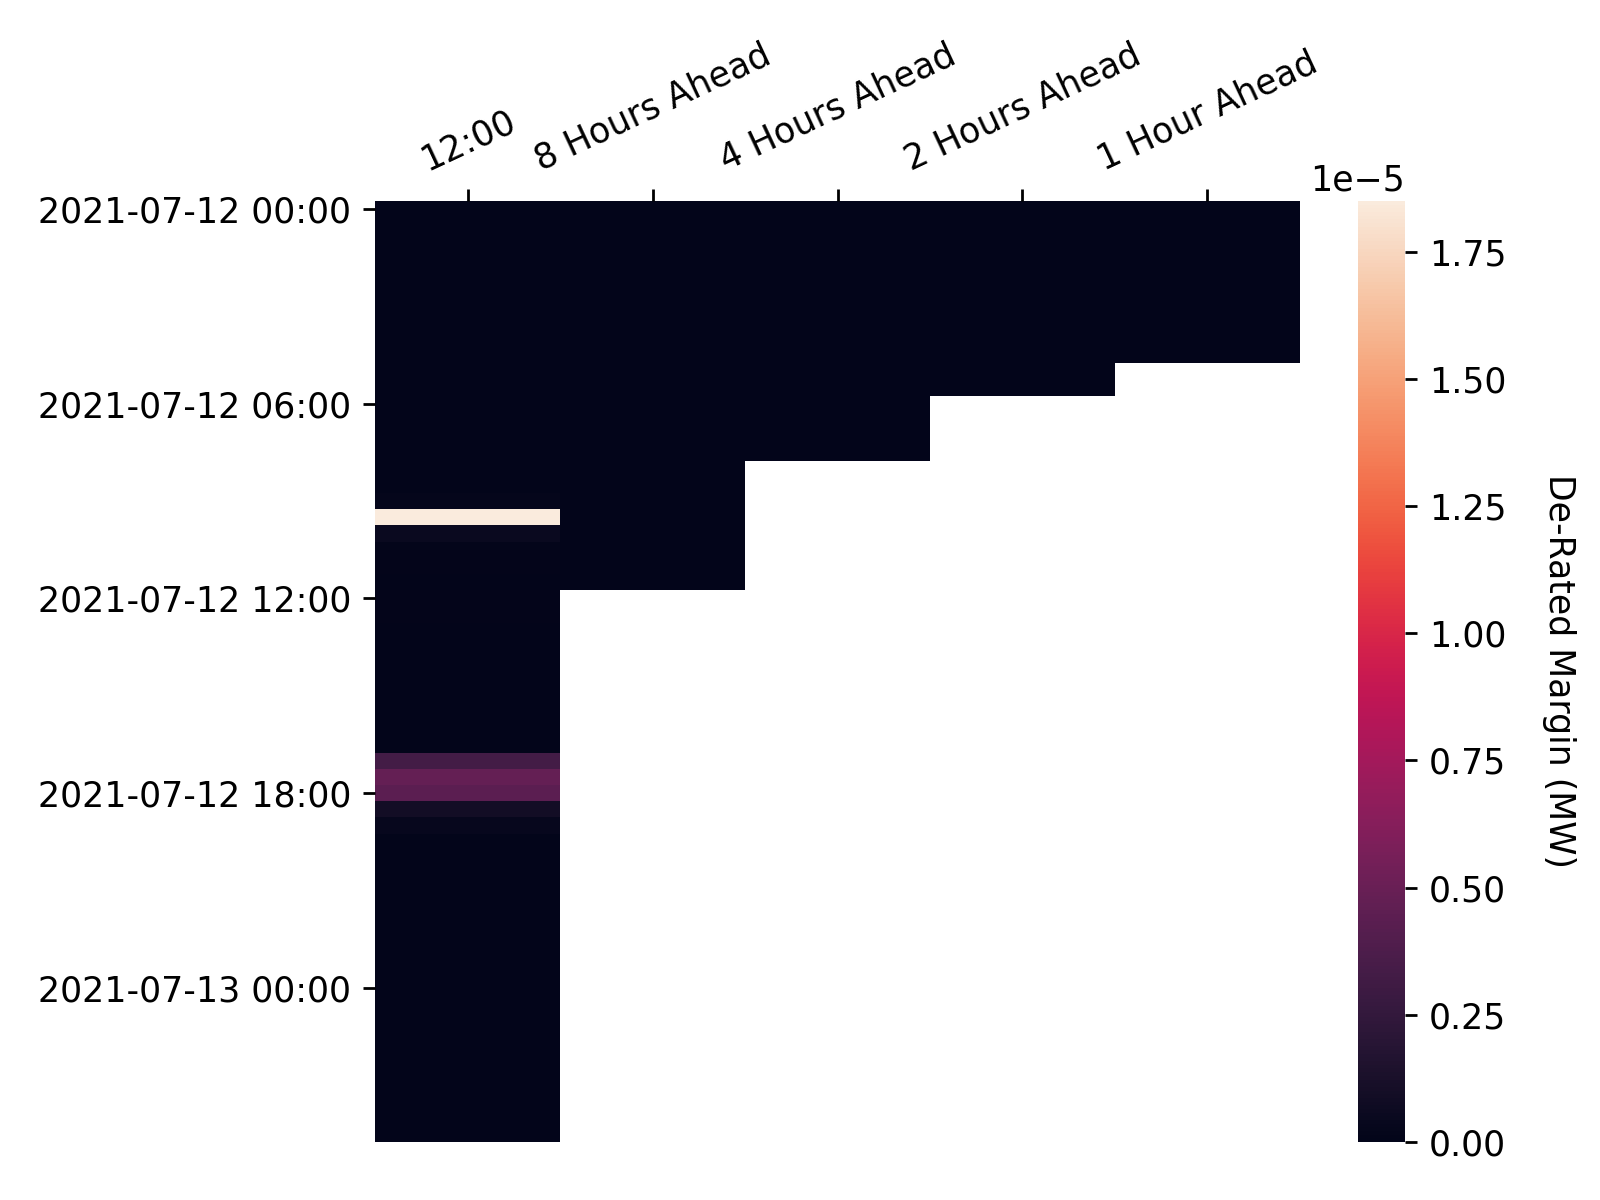 12:00
8 Hours Ahead
4 Hours Ahead
2 Hours Ahead
1 Hour Ahead
1e−5
2021-07-12 00:00
2021-07-12 06:00
2021-07-12 12:00
2021-07-12 18:00
2021-07-13 00:00
1.75
1.50
1.25
1.00
0.75
0.50
0.25
0.00
De-Rated Margin (MW)